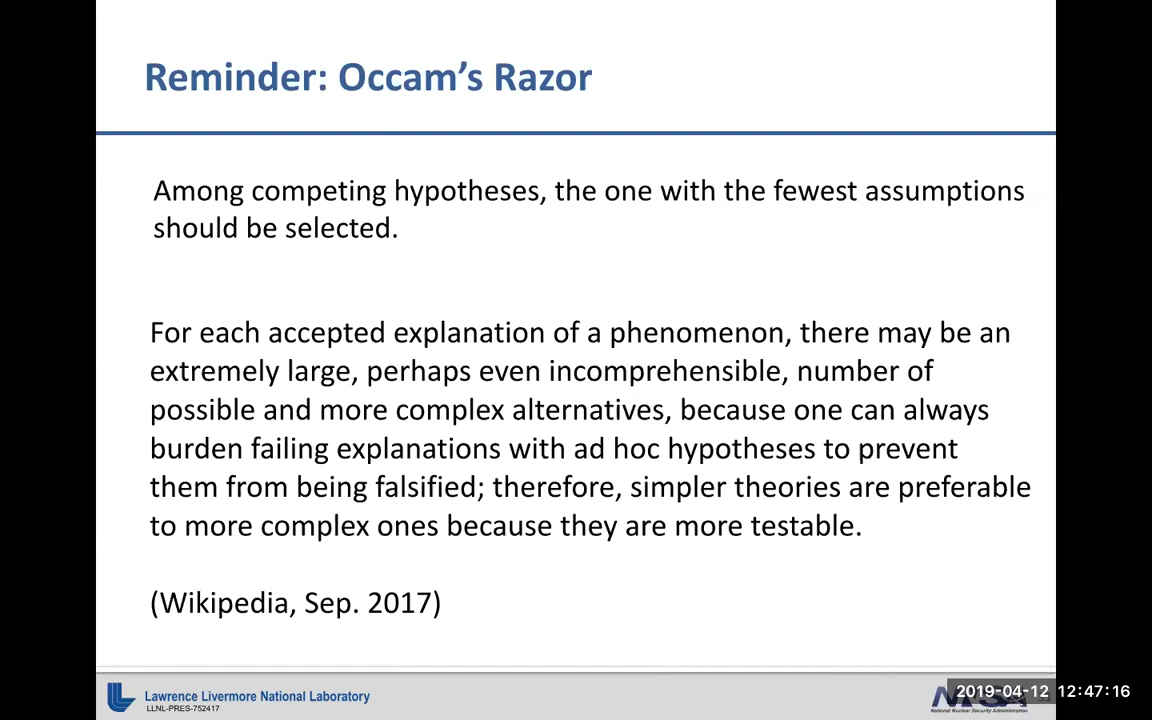 Reminder: Occam’s Razor
Among competing hypotheses, the one with the fewest assumptions
should be selected.
For each accepted explanation of a phenomenon, there may be an
extremely large, perhaps even incomprehensible, number of
possible and more complex alternatives, because one can always
burden failing explanations with ad hoc hypotheses to prevent
them from being falsified; therefore, simpler theories are preferable
to more complex ones because they are more testable.
(Wikipedia, Sep. 2017)
Lawrence Livermore National Laboratory
LLNL-PRES-752417
2019-04-12 12:47:16
National Nuclear Security Administration